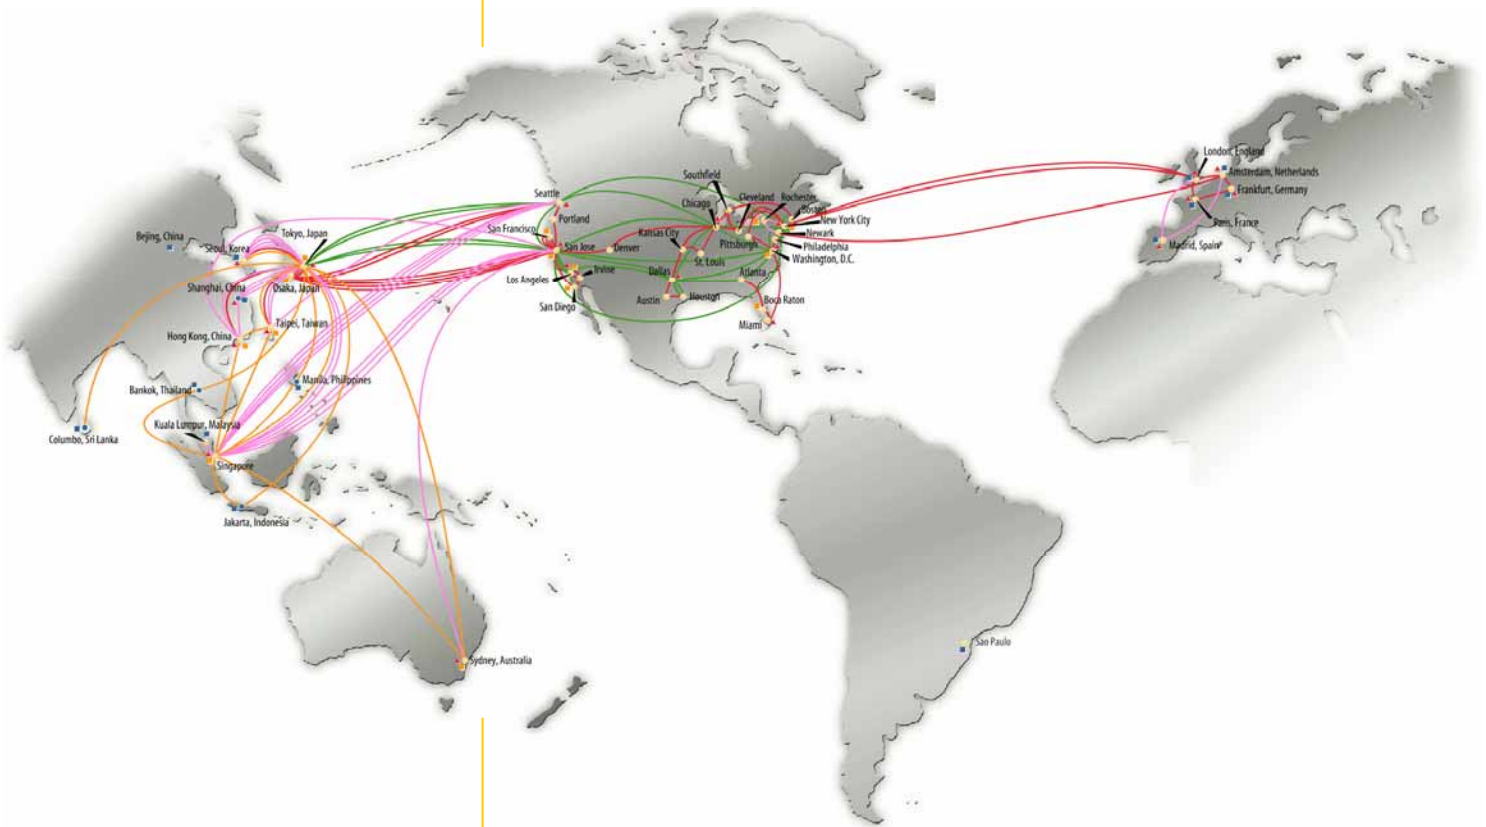 London, England
Amsterdam, Netherlands
Frankfurt, Germany
Paris, France
Madrid, Spain
Southfield
Cleveland
Rochester
Boston
Chicago
New York City
Newark
Pittsburgh
Philadelphia
Washington, D.C.
Seattle
Portland
San Francisco
San Jose
Denver
Kansas City
St. Louis
Los Angeles
Irvine
San Diego
Dallas
Atlanta
Austin
Houston
Boca Raton
Miami
Tokyo, Japan
Bejing, China
Seoul, Korea
Shanghai, China
Osaka, Japan
Taipei, Taiwan
Hong Kong, China
Bankok, Thailand
Manila, Philippines
Kuala Lumpur, Malaysia
Columbo, Sri Lanka
Singapore
Jakarta, Indonesia
Sydney, Australia
Sao Paulo